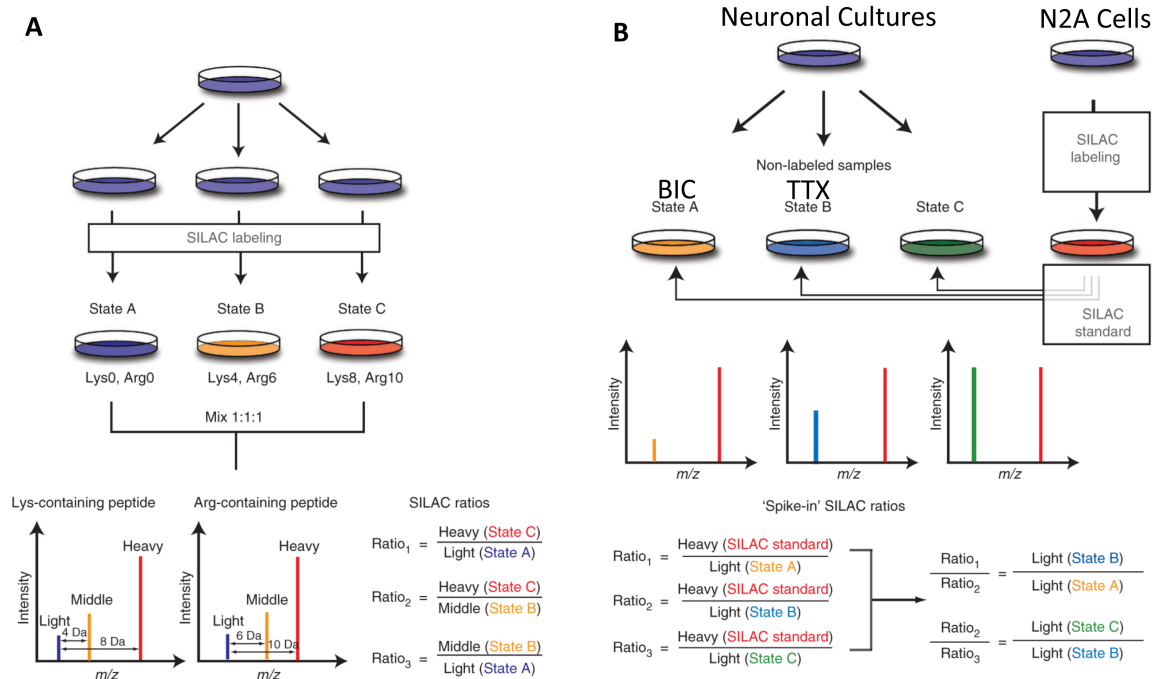 A
SILAC labeling
State A
State B
State C
Lys0, Arg0
Lys4, Arg6
Lys8, Arg10
Mix 1:1:1
Lys-containing peptide
Intensity
Light
Middle
Heavy
4 Da
8 Da
m/z
Arg-containing peptide
Intensity
Light
Middle
Heavy
6 Da
10 Da
m/z
SILAC ratios
Ratio1 = Heavy (State C)
Light (State A)
Ratio2 = Heavy (State C)
Middle (State B)
Ratio3 = Middle (State B)
Light (State A)
B
Neuronal Cultures
N2A Cells
SILAC
labeling
Non-labeled samples
BIC
State A
TTX
State B
State C
SILAC
standard
Intensity
m/z
Intensity
m/z
Intensity
m/z
‘Spike-in’ SILAC ratios
Ratio1 = Heavy (SILAC standard)
Light (State A)
Ratio2 = Heavy (SILAC standard)
Light (State B)
Ratio3 = Heavy (SILAC standard)
Light (State C)
Ratio1 = Light (State B)
Ratio2 Light (State A)
Ratio2 = Light (State C)
Ratio3 Light (State B)